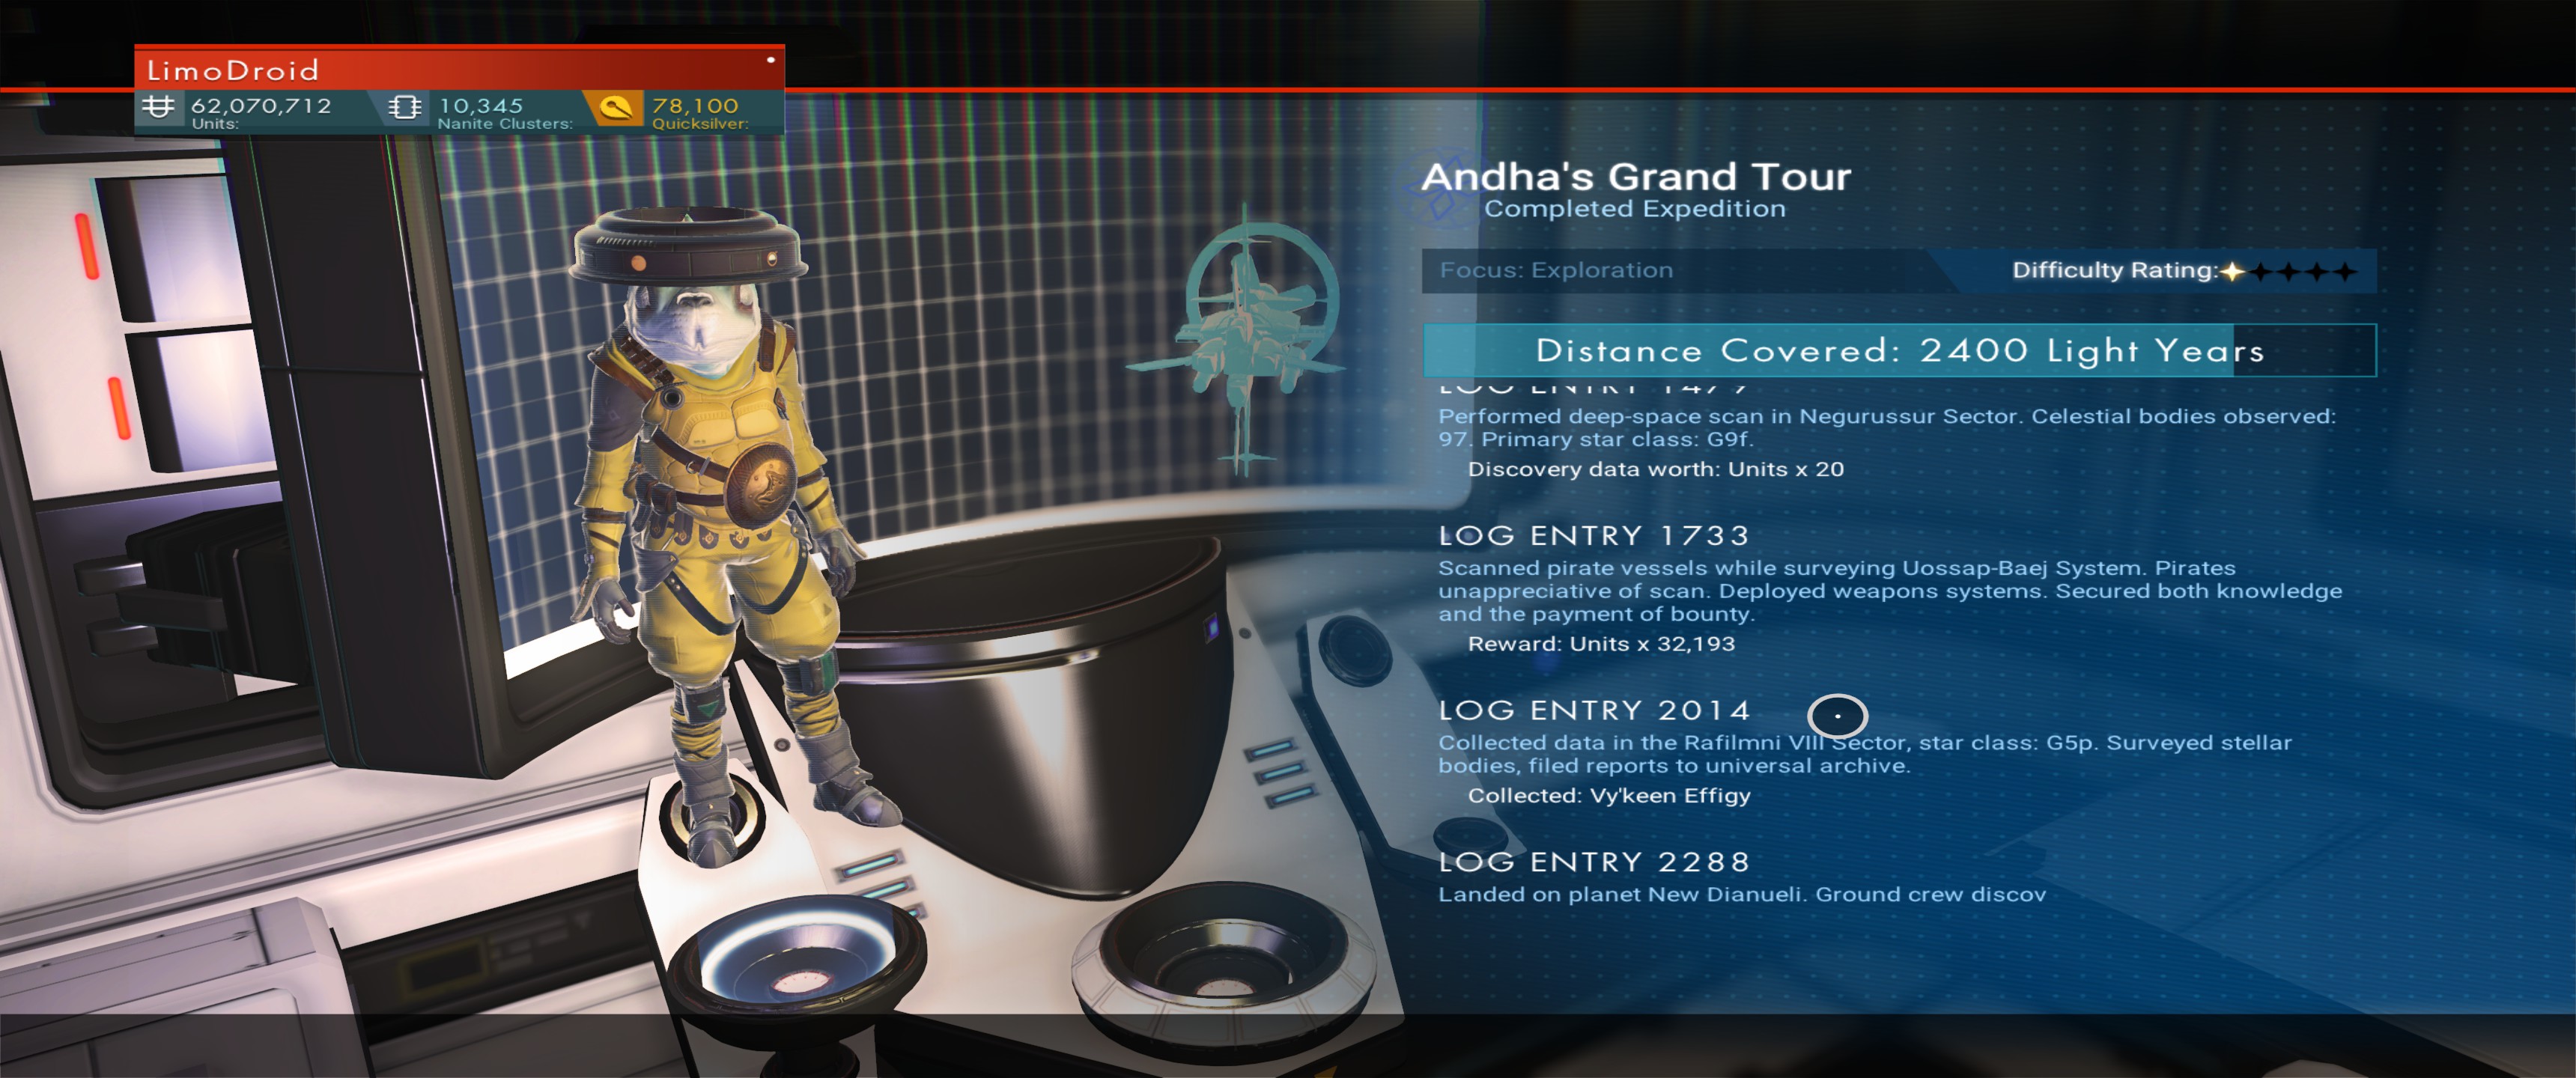 LimoDroid
62,070,712
Units:
10,345
Nanite Clusters:
78,100
Quicksilver:
Andha's Grand Tour
Completed Expedition
Focus: Exploration
Difficulty Rating:
Distance Covered: 2400 Light Years
LOG ENTRY 1479
Performed deep-space scan in Negurussur Sector. Celestial bodies observed:
97. Primary star class: G9f.
Discovery data worth: Units x 20
LOG ENTRY 1733
Scanned pirate vessels while surveying Uossap-Baej System. Pirates
unappreciative of scan. Deployed weapons systems. Secured both knowledge
and the payment of bounty.
Reward: Units x 32,193
LOG ENTRY 2014
Collected data in the Rafilmni VIII Sector, star class: G5p. Surveyed stellar
bodies, filed reports to universal archive.
Collected: Vy'keen Effigy
LOG ENTRY 2288
Landed on planet New Dianueli. Ground crew discov